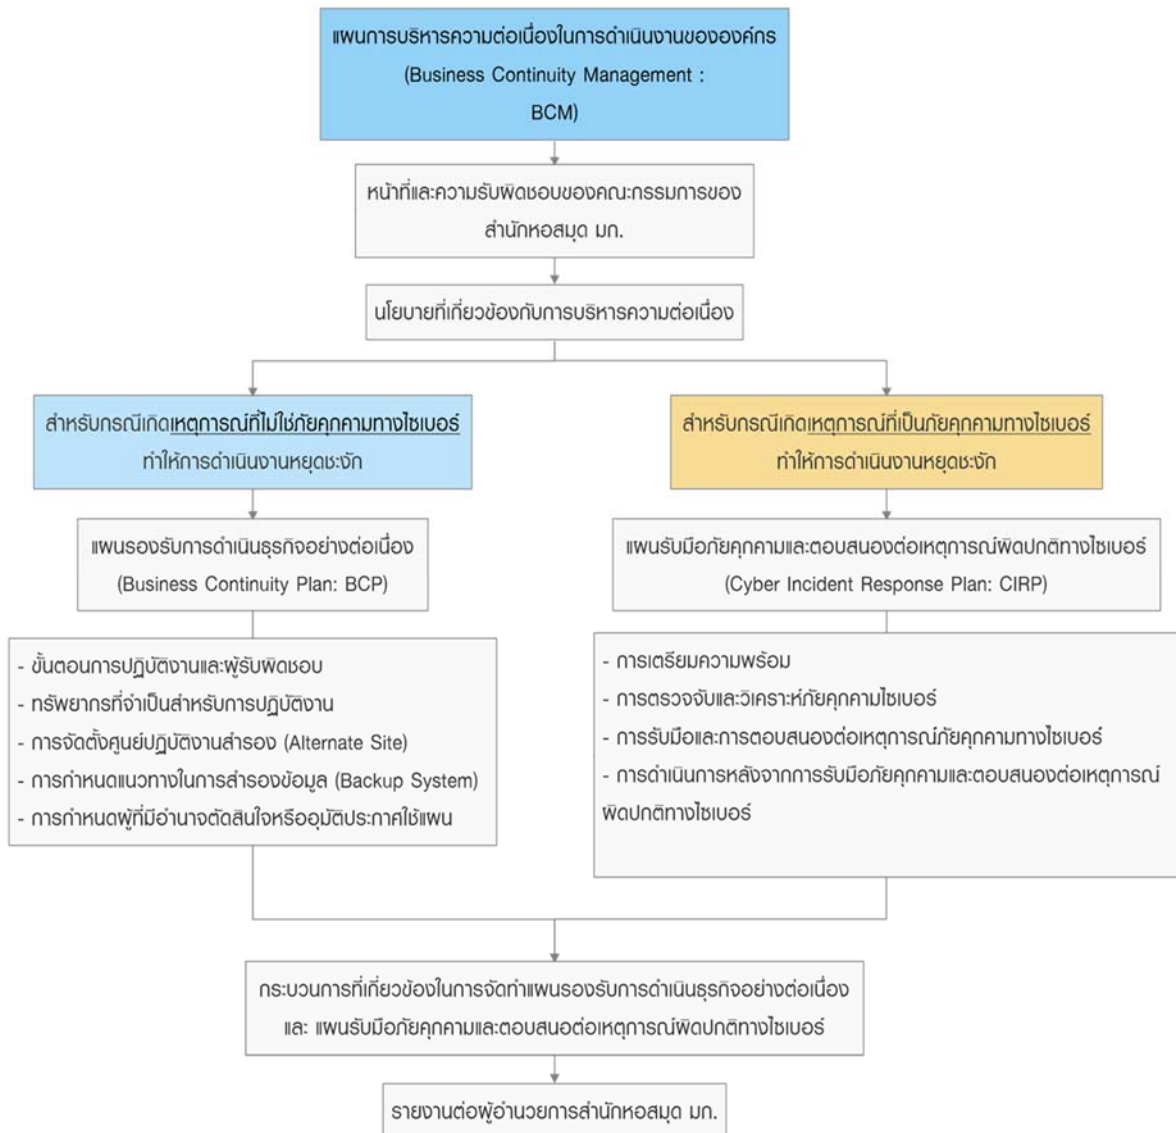 แผนการบริหารความต่อเนื่องในการดำเนินงานขององค์กร
(Business Continuity Management :
BCM)
หน้าที่และความรับผิดชอบของคณะกรรมการของ
สำนักหอสมุด มก.
นโยบายที่เกี่ยวข้องกับการบริหารความต่อเนื่อง
สำหรับกรณีเกิดเหตุการณ์ที่ไม่ใช่ภัยคุกคามทางไซเบอร์
ทำให้การดำเนินงานหยุดชะงัก
แผนรองรับการดำเนินธุรกิจอย่างต่อเนื่อง
(Business Continuity Plan: BCP)
- ขั้นตอนการปฏิบัติงานและผู้รับผิดชอบ
- ทรัพยากรที่จำเป็นสำหรับการปฏิบัติงาน
- การจัดตั้งศูนย์ปฏิบัติงานสำรอง (Alternate Site)
- การกำหนดแนวทางในการสำรองข้อมูล (Backup System)
- การกำหนดผู้ที่มีอำนาจตัดสินใจหรืออุมัติประกาศใช้แผน
สำหรับกรณีเกิดเหตุการณ์ที่เป็นภัยคุกคามทางไซเบอร์
ทำให้การดำเนินงานหยุดชะงัก
แผนรับมือภัยคุกคามและตอบสนองต่อเหตุการณ์ผิดปกติทางไซเบอร์
(Cyber Incident Response Plan: CIRP)
- การเตรียมความพร้อม
- การตรวจจับและวิเคราะห์ภัยคุกคามไซเบอร์
- การรับมือและการตอบสนองต่อเหตุการณ์ภัยคุกคามทางไซเบอร์
- การดำเนินการหลังจากการรับมือภัยคุกคามและตอบสนองต่อเหตุการณ์
ผิดปกติทางไซเบอร์
กระบวนการที่เกี่ยวข้องในการจัดทำแผนรองรับการดำเนินธุรกิจอย่างต่อเนื่อง
และ แผนรับมือภัยคุกคามและตอบสนอต่อเหตุการณ์ผิดปกติทางไซเบอร์
รายงานต่อผู้อำนวยการสำนักหอสมุด มก.